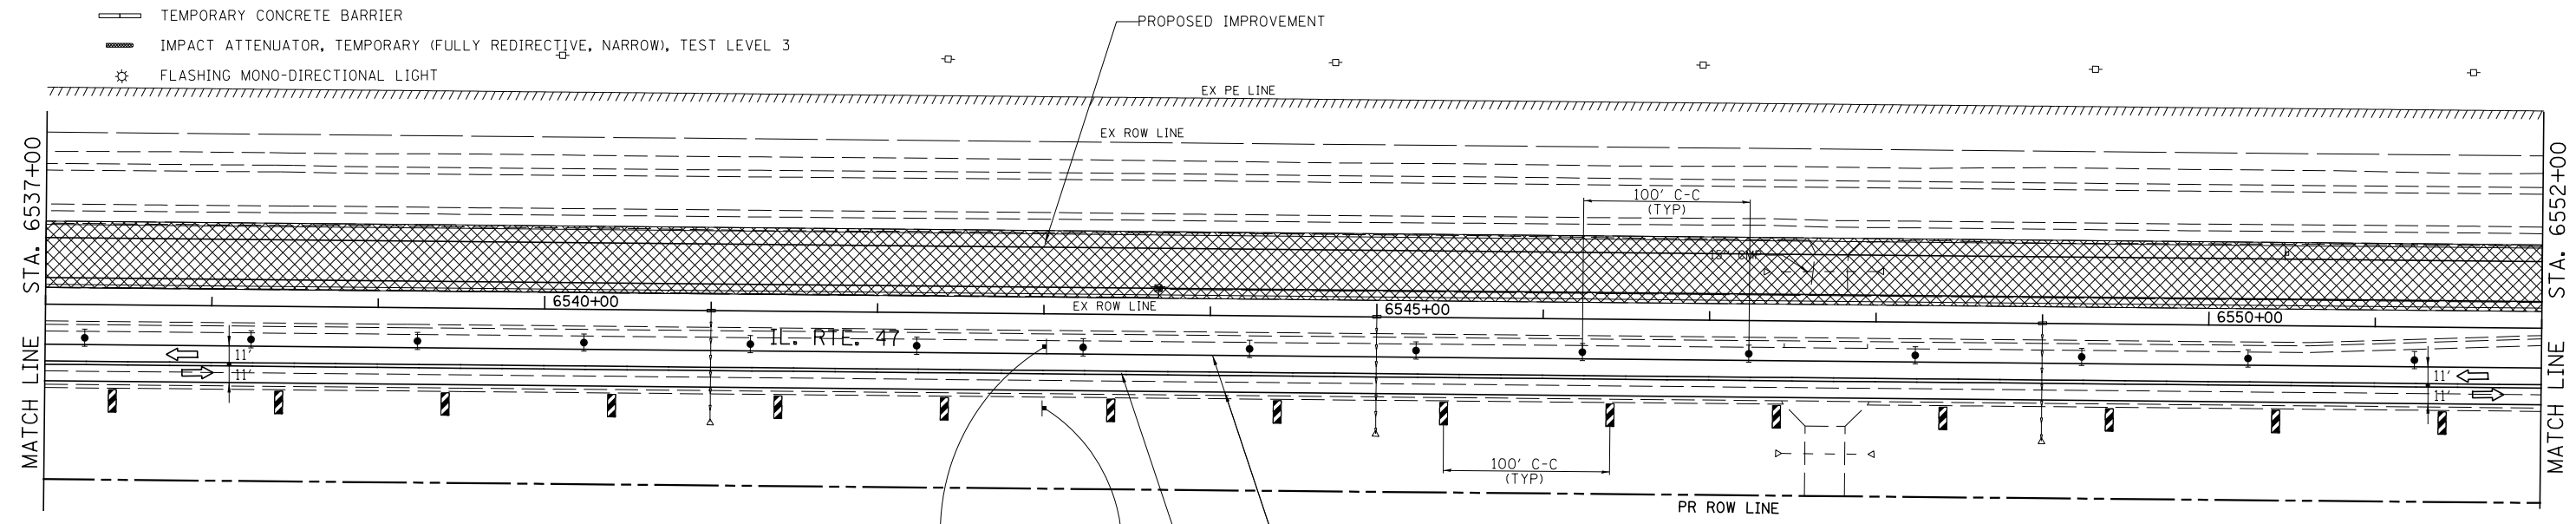 TEMPORARY CONCRETE BARRIER
IMPACT ATTENUATOR, TEMPORARY (FULLY REDIRECTIVE, NARROW), TEST LEVEL 3
FLASHING MONO-DIRECTIONAL LIGHT
PROPOSED IMPROVEMENT
EX PE LINE
EX ROW LINE
100' C-C
(TYP)
15" CMP
6540+00
EX ROW LINE
6545+00
6550+00
IL. RTE. 47
11'
11'
11'
11'
100' C-C
(TYP)
PR ROW LINE
MATCH LINE STA. 6537+00
MATCH LINE STA. 6552+00